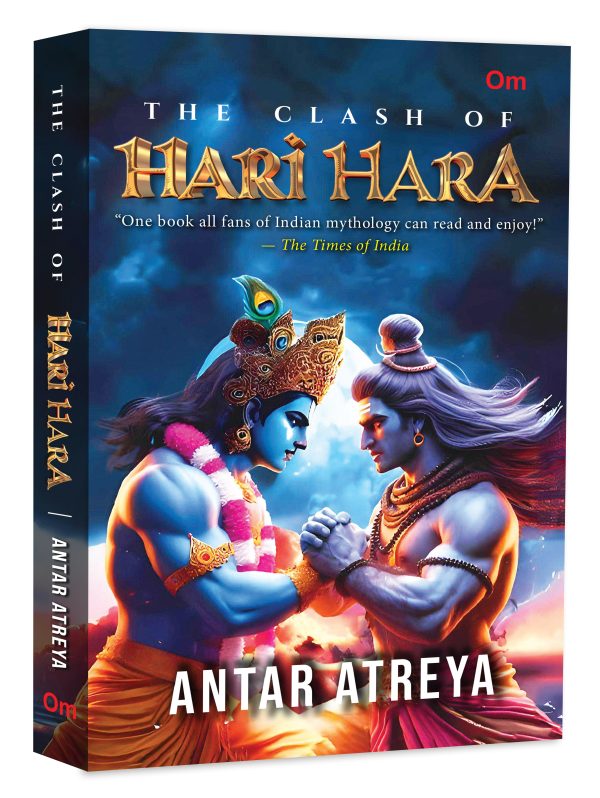 Om
THE CLASH OF
HARI HARA
“One book all fans of Indian mythology can read and enjoy!”
— The Times of India
ANTAR ATREYA
THE CLASH OF HARI HARA | ANTAR ATREYA
Om